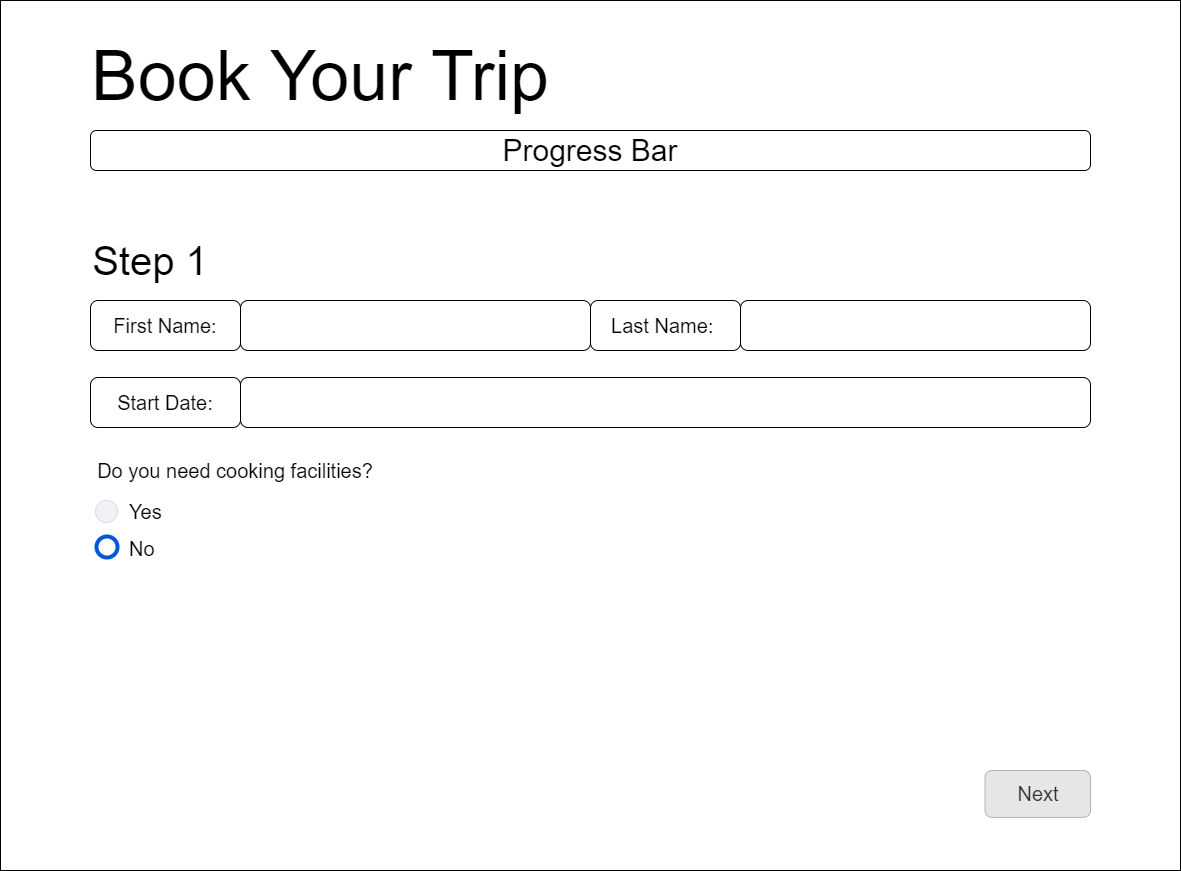 Book Your Trip
Progress Bar
Step 1
First Name: Last Name:
Start Date:
Do you need cooking facilities?
Yes
No
Next